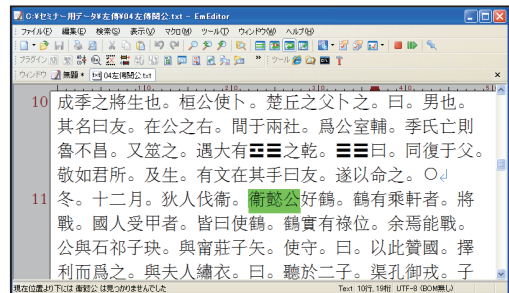 C:¥セミナー用データ¥左傳¥04左傳閔公.txt - EmEditor
ファイル(F) 編集(E) 検索(S) 表示(V) マクロ(M) ツール(T) ウィンドウ(W) ヘルプ(H)
プラグイン ツール
ウィンドウ 無題 * 04左傳閔公.txt
10 成季之將生也。桓公使卜。楚丘之父卜之。曰。男也。
其名曰友。在公之右。間于兩社。爲公室輔。季氏亡則
魯不昌。又筮之。遇大有之乾。曰。同復于父。
敬如君所。及生。有文在其手曰友。遂以命之。○
11 冬。十二月。狄人伐衛。衛懿公好鶴。鶴有乘軒者。將
戰。國人受甲者。皆曰使鶴。鶴實有祿位。余焉能戰。
公與石祁子玦。與甯莊子矢。使守。曰。以此贊國。擇
利而爲之。與夫人繡衣。曰。聽於二子。渠孔御戎。子
現在位置より下には 衛懿公 は見つかりませんでした Text 10行, 19桁 UTF-8 (BOM無し)